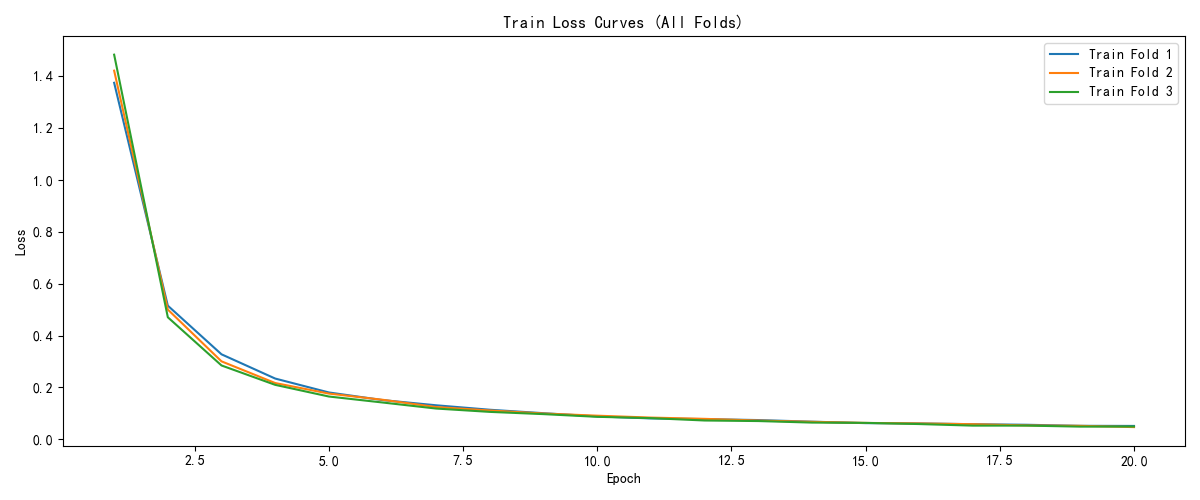 Train Loss Curves (All Folds)
Train Fold 1
Train Fold 2
Train Fold 3
Loss
1.4
1.2
1.0
0.8
0.6
0.4
0.2
0.0
2.5 5.0 7.5 10.0 12.5 15.0 17.5 20.0
Epoch